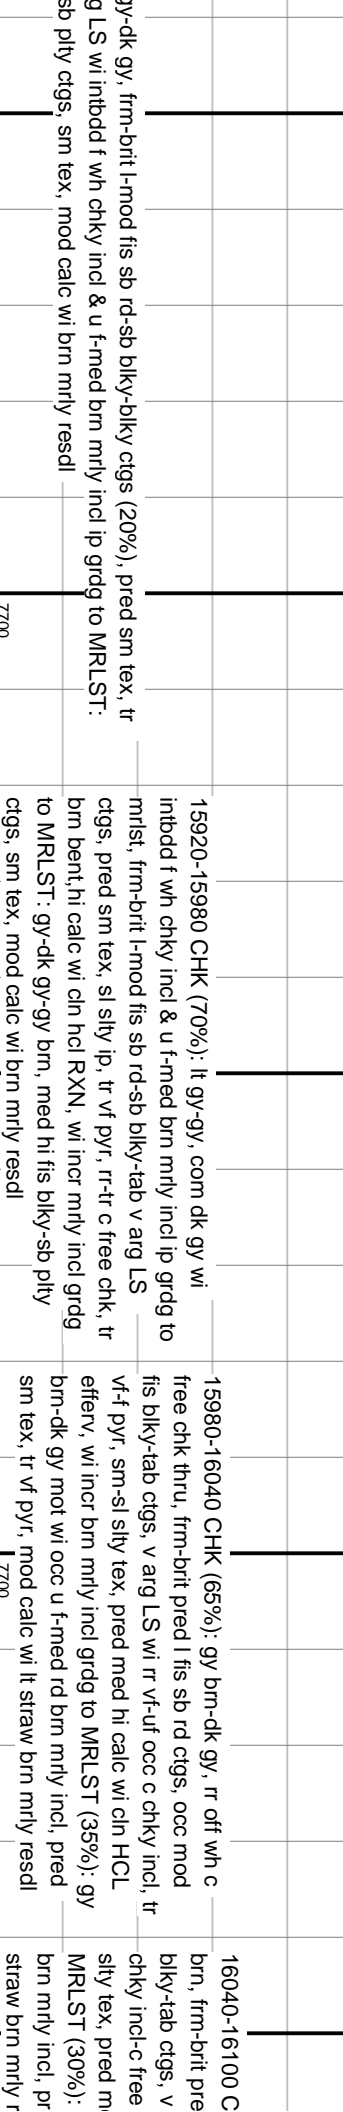 gy-dk gy, frm-brit l-mod fis sb rd-sb blky-blky ctgs (20%), pred sm tex, tr
g LS wi intbdd f wh chky incl & u f-med brn mrly incl ip grdg to MRLST:
sb plty ctgs, sm tex, mod calc wi brn mrly resdl
7700
15920-15980 CHK (70%): lt gy-gy, com dk gy wi
intbdd f wh chky incl & u f-med brn mrly incl ip grdg to
mrlst, frm-brit l-mod fis sb rd-sb blky-tab v arg LS
ctgs, pred sm tex, sl slty ip, tr vf pyr, rr-tr c free chk, tr
brn bent,hi calc wi cln hcl RXN, wi incr mrly incl grdg
to MRLST: gy-dk gy-gy brn, med hi fis blky-sb plty
ctgs, sm tex, mod calc wi brn mrly resdl
15980-16040 CHK (65%): gy brn-dk gy, rr off wh c
free chk thru, frm-brit pred l fis sb rd ctgs, occ mod
fis blky-tab ctgs, v arg LS wi rr vf-uf occ c chky incl, tr
vf-f pyr, sm-sl slty tex, pred med hi calc wi cln HCL
efferv, wi incr brn mrly incl grdg to MRLST (35%): gy
brn-dk gy mot wi occ u f-med rd brn mrly incl, pred
sm tex, tr vf pyr, mod calc wi lt straw brn mrly resdl
7700
16040-16100 C
brn, frm-brit pre
blky-tab ctgs, v
chky incl-c free
slty tex, pred m
MRLST (30%):
brn mrly incl, pr
straw brn mrly r